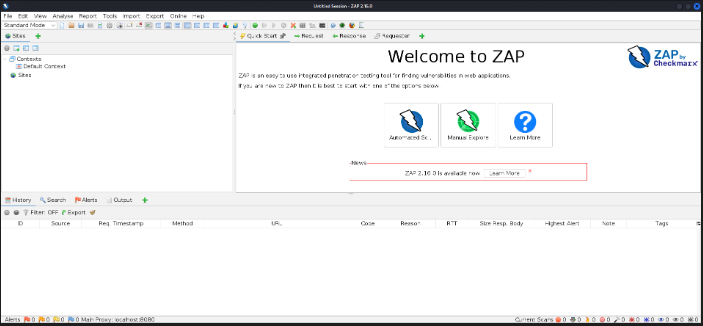 Untitled Session - ZAP 2.16.0
File Edit View Analyse Report Tools Import Export Online Help
Standard Mode
Sites
Quick Start Request Response Requester
Contexts
Default Context
Sites
Welcome to ZAP
ZAP by
Checkmarx
ZAP is an easy to use integrated penetration testing tool for finding vulnerabilities in web applications.
If you are new to ZAP then it is best to start with one of the options below.
Automated Sc... Manual Explore Learn More
News
ZAP 2.16.0 is available now Learn More
History Search Alerts Output
Filter: OFF Export
ID Source Req. Timestamp Method URL Code Reason RTT Size Resp. Body Highest Alert Note Tags
Alerts 0 0 0 0 Main Proxy: localhost:8080 Current Scans 0 0 0 0 0 0 0 0 0 0